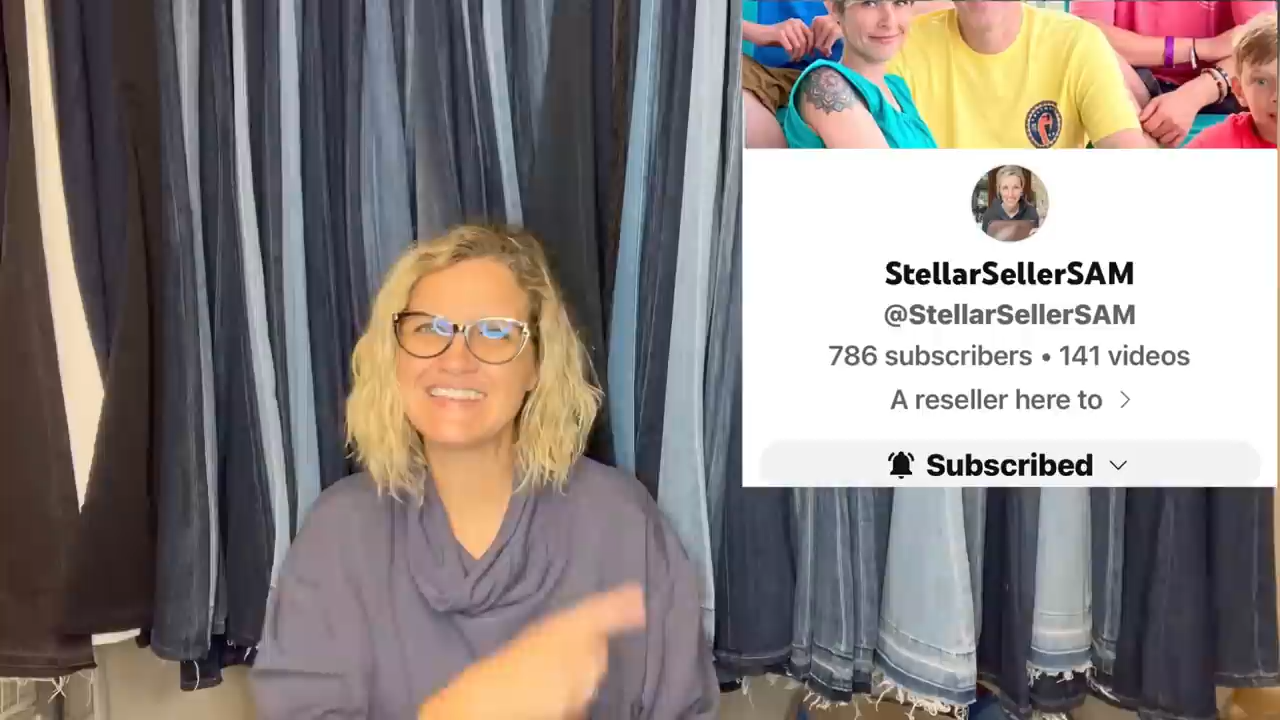 StellarSellerSAM
@StellarSellerSAM
786 subscribers • 141 videos
A reseller here to
Subscribed